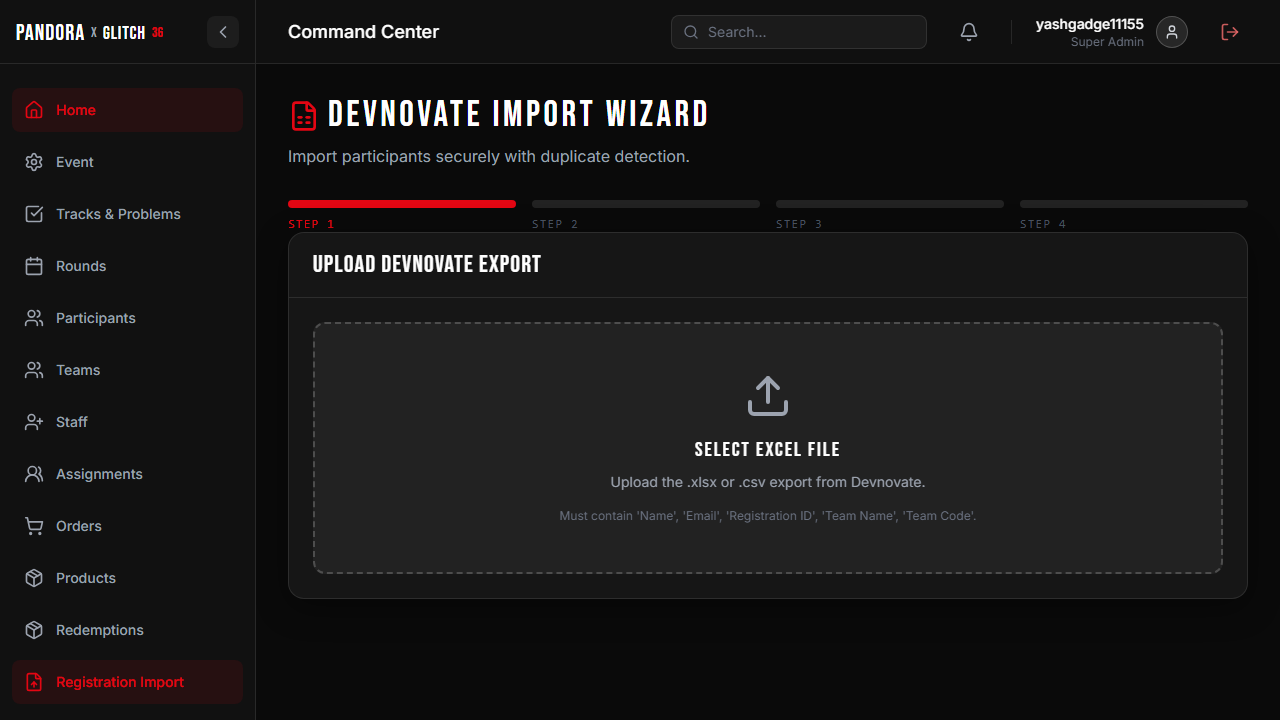 PANDORA X GLITCH 36
Command Center
Search...
yashgadge11155
Super Admin
Home
Event
Tracks & Problems
Rounds
Participants
Teams
Staff
Assignments
Orders
Products
Redemptions
Registration Import
DEVNOVATE IMPORT WIZARD
Import participants securely with duplicate detection.
STEP 1
STEP 2
STEP 3
STEP 4
UPLOAD DEVNOVATE EXPORT
SELECT EXCEL FILE
Upload the .xlsx or .csv export from Devnovate.
Must contain 'Name', 'Email', 'Registration ID', 'Team Name', 'Team Code'.